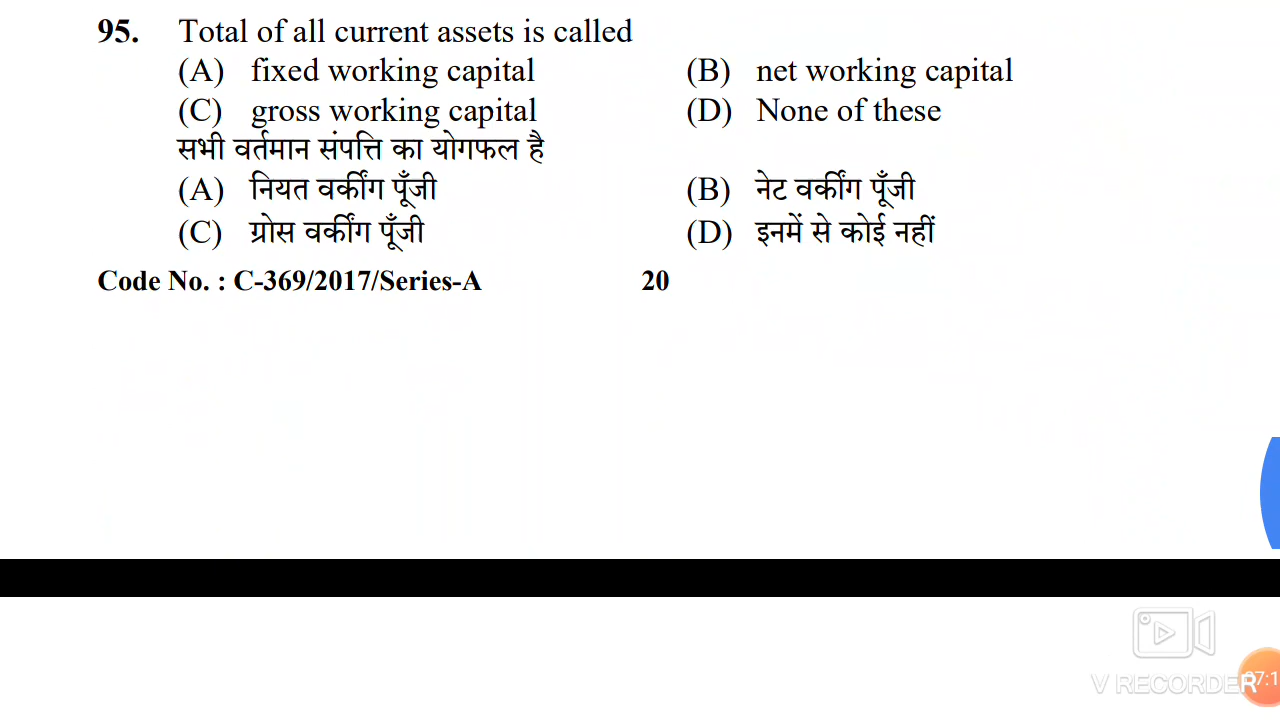 95. Total of all current assets is called
(A) fixed working capital (B) net working capital
(C) gross working capital (D) None of these
सभी वर्तमान संपत्ति का योगफल है
(A) नियत वर्कींग पूँजी (B) नेट वर्कींग पूँजी
(C) ग्रोस वर्कींग पूँजी (D) इनमें से कोई नहीं
Code No. : C-369/2017/Series-A 20
V RECORDER